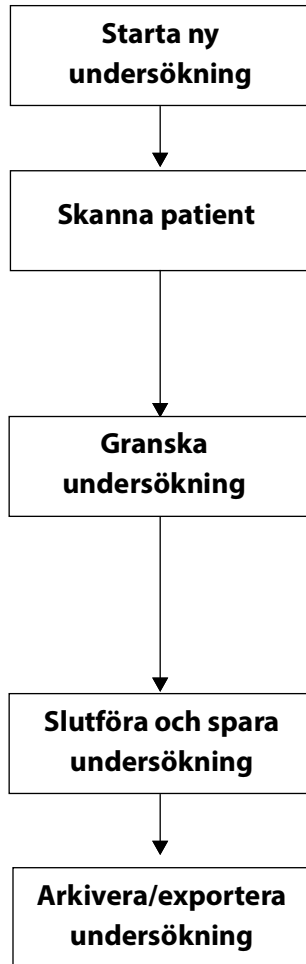 Starta ny
undersökning
Skanna patient
Granska
undersökning
Slutföra och spara
undersökning
Arkivera/exportera
undersökning